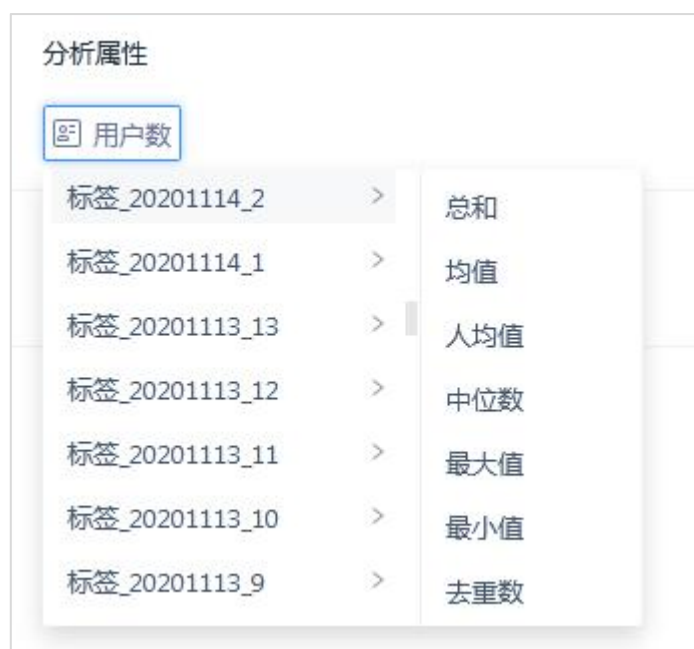 分析属性
用户数
标签_20201114_2
标签_20201114_1
标签_20201113_13
标签_20201113_12
标签_20201113_11
标签_20201113_10
标签_20201113_9
总和
均值
人均值
中位数
最大值
最小值
去重数